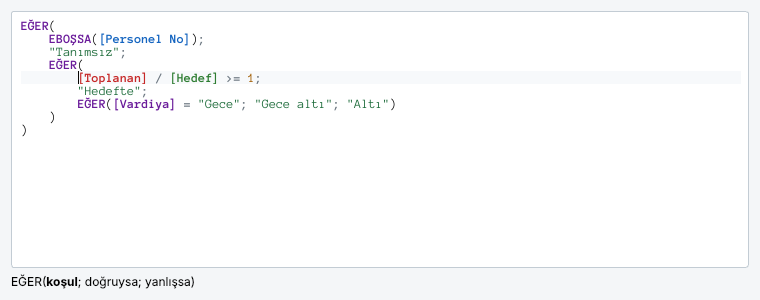 EĞER(
    EBOŞSA([Personel No]);
    "Tanımsız";
    EĞER(
        [Toplanan] / [Hedef] >= 1;
        "Hedefte";
        EĞER([Vardiya] = "Gece"; "Gece altı"; "Altı")
    )
)
EĞER(koşul; doğruysa; yanlışsa)